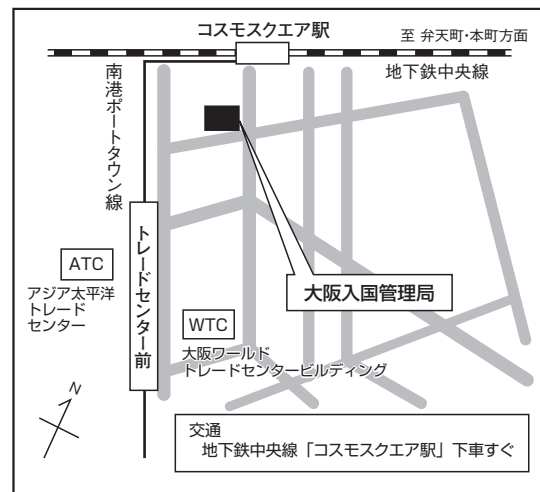 コスモスクエア駅
至 弁天町・本町方面
地下鉄中央線
南港ポートタウン線
トレードセンター前
ATC
アジア太平洋
トレード
センター
大阪入国管理局
WTC
大阪ワールド
トレードセンタービルディング
N
交通
地下鉄中央線「コスモスクエア駅」下車すぐ